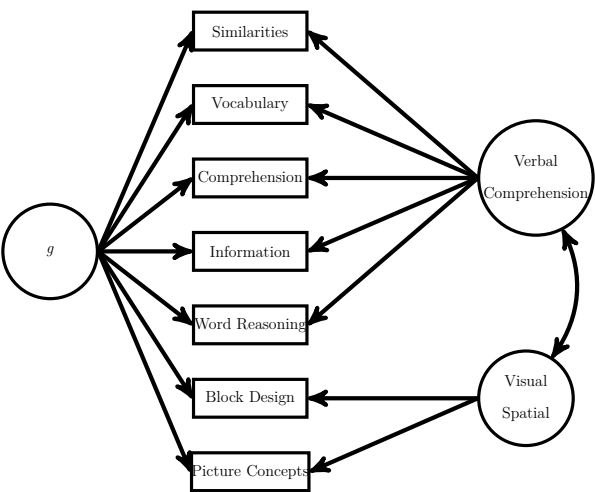 Similarities
Vocabulary
Comprehension
Information
Word Reasoning
Block Design
Picture Concepts
g
Verbal
Comprehension
Visual
Spatial